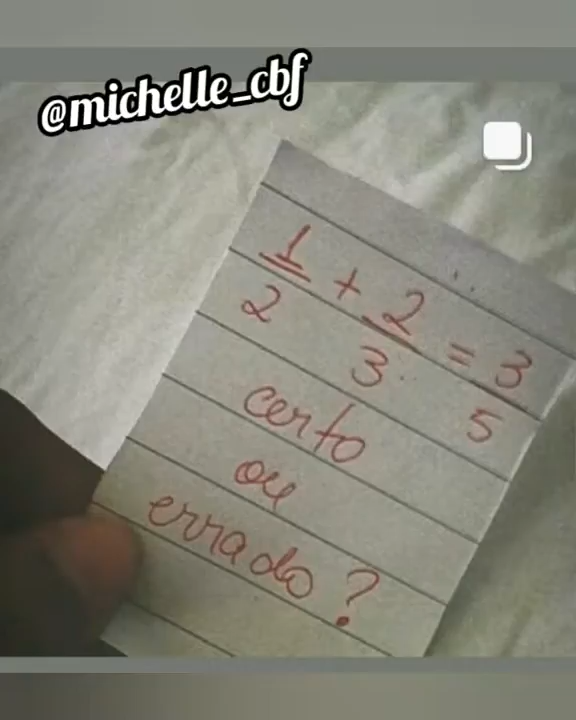 @michelle_cbf
1/2 + 2/3 = 3/5
certo
ou
errado?